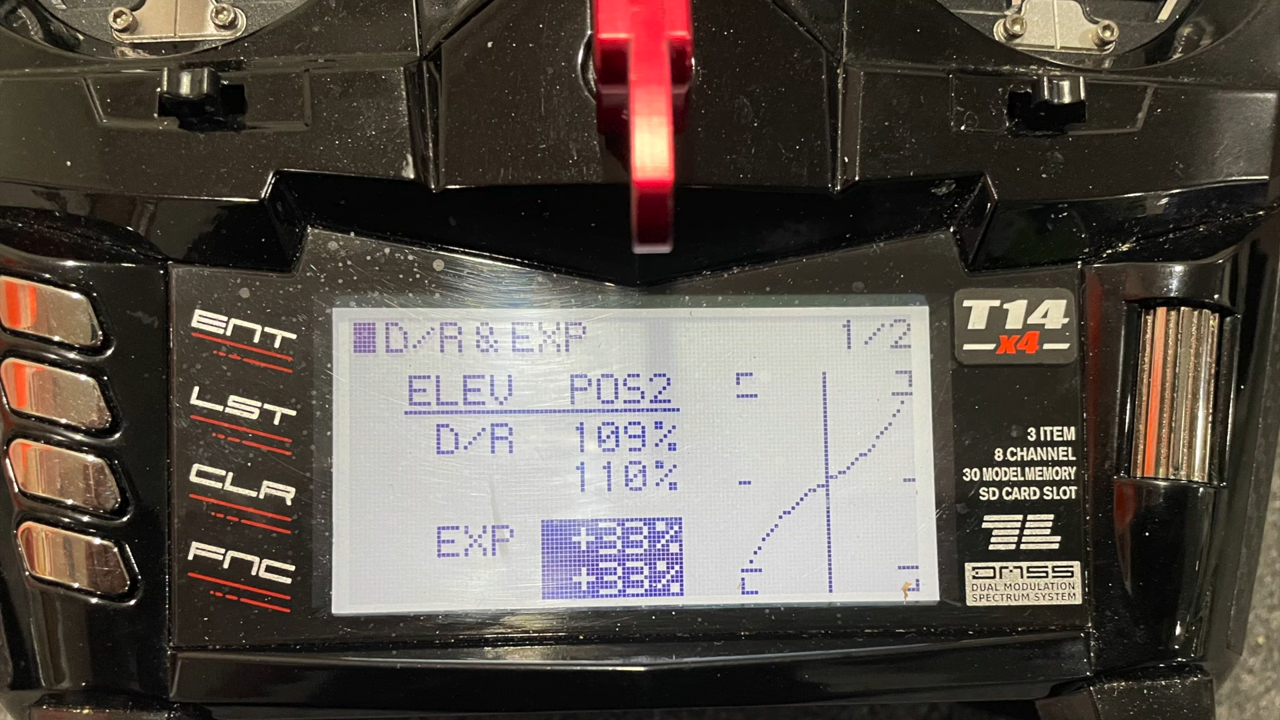 D/R & EXP 1/2
ELEV POS2
D/R 109%
110%
EXP
ENT
LST
CLR
FNC
T14
x4
3 ITEM
8 CHANNEL
30 MODEL MEMORY
SD CARD SLOT
DMSS
DUAL MODULATION
SPECTRUM SYSTEM